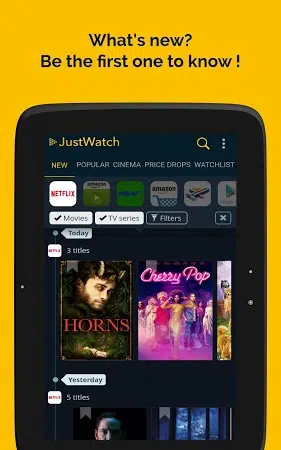 What's new?
Be the first one to know !
JustWatch
NEW POPULAR CINEMA PRICE DROPS WATCHLIST
NETFLIX amazon amazon
Movies TV series Filters
Today
NETFLIX 3 titles
HORNS Cherry Pop
Yesterday
NETFLIX 5 titles